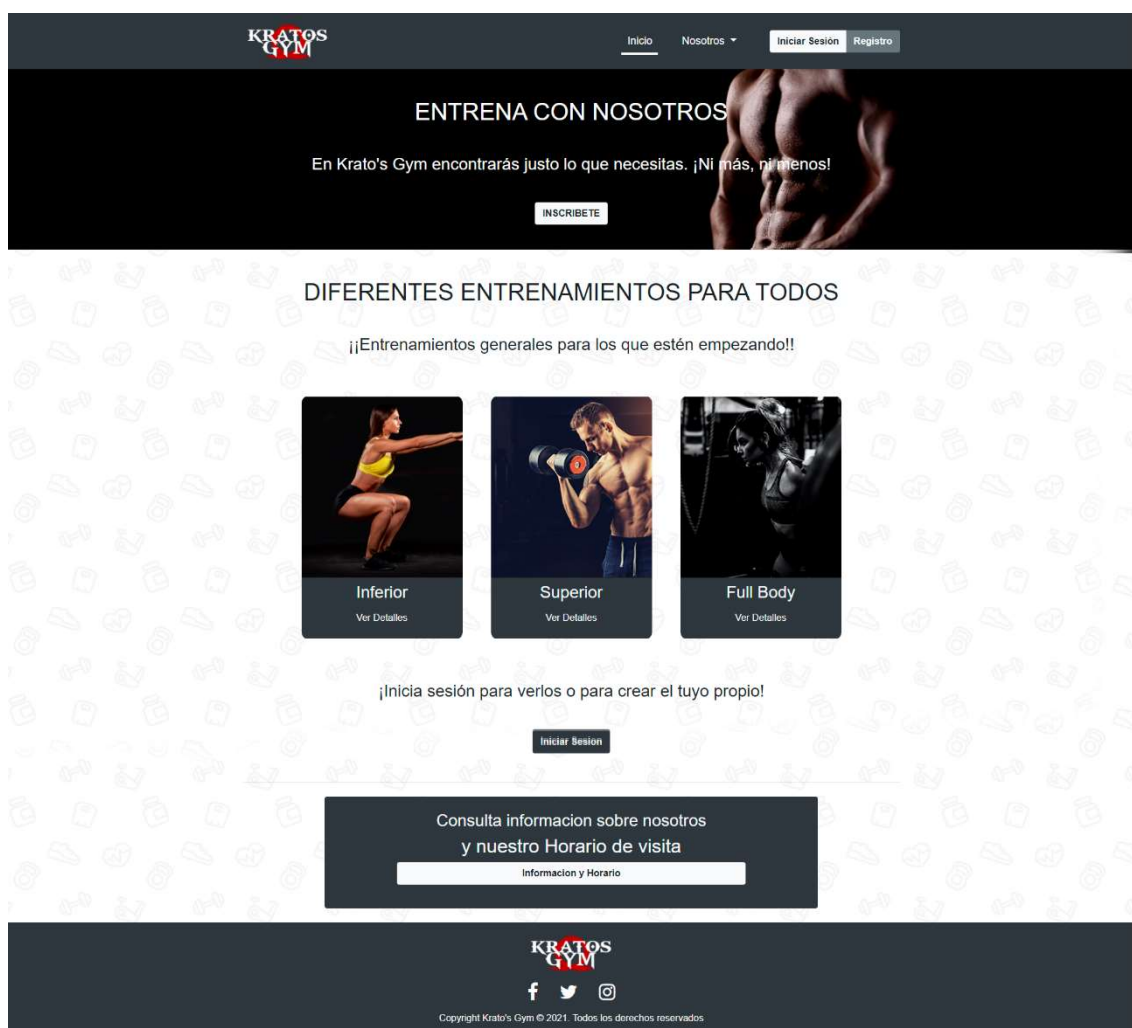 KRATOS
GYM
Inicio
Nosotros
Iniciar Sesión
Registro
ENTRENA CON NOSOTROS
En Krato's Gym encontrarás justo lo que necesitas. ¡Ni más, ni menos!
INSCRIBETE
DIFERENTES ENTRENAMIENTOS PARA TODOS
¡¡Entrenamientos generales para los que estén empezando!!
Inferior
Ver Detalles
Superior
Ver Detalles
Full Body
Ver Detalles
¡Inicia sesión para verlos o para crear el tuyo propio!
Iniciar Sesion
Consulta informacion sobre nosotros
y nuestro Horario de visita
Informacion y Horario
KRATOS
GYM
Copyright Krato's Gym © 2021. Todos los derechos reservados